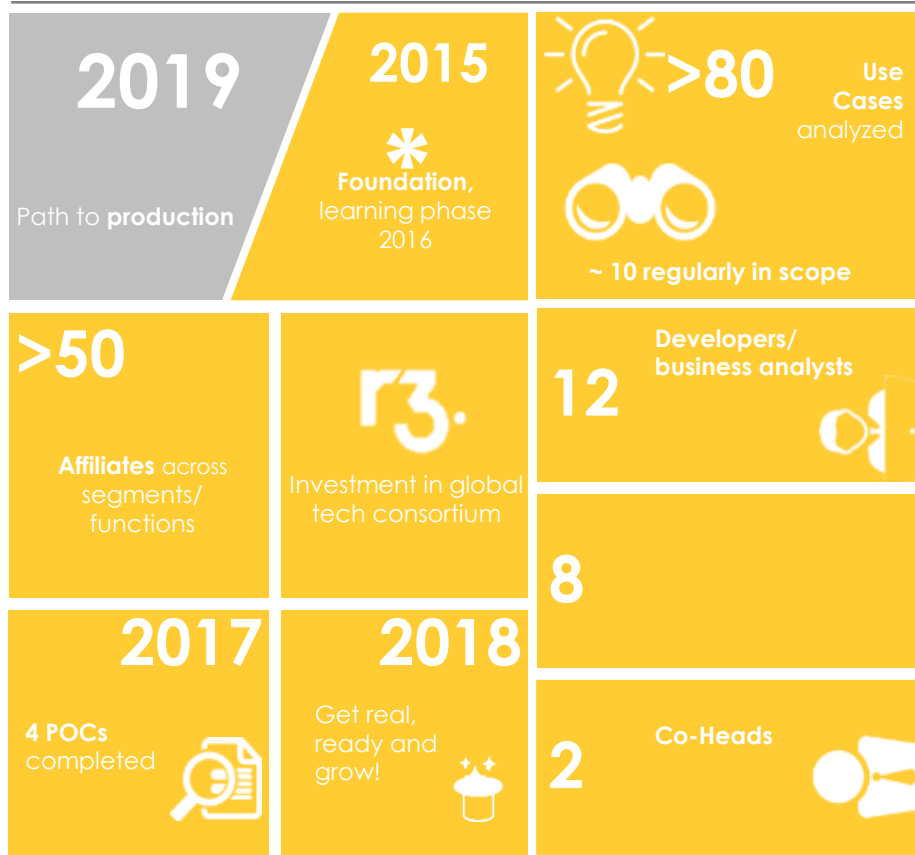 2019
Path to production
2015
*
Foundation,
learning phase
2016
>80
Use
Cases
analyzed
~ 10 regularly in scope
>50
Affiliates across
segments/
functions
r3.
Investment in global
tech consortium
12
Developers/
business analysts
8
2017
4 POCs
completed
2018
Get real,
ready and
grow!
2
Co-Heads